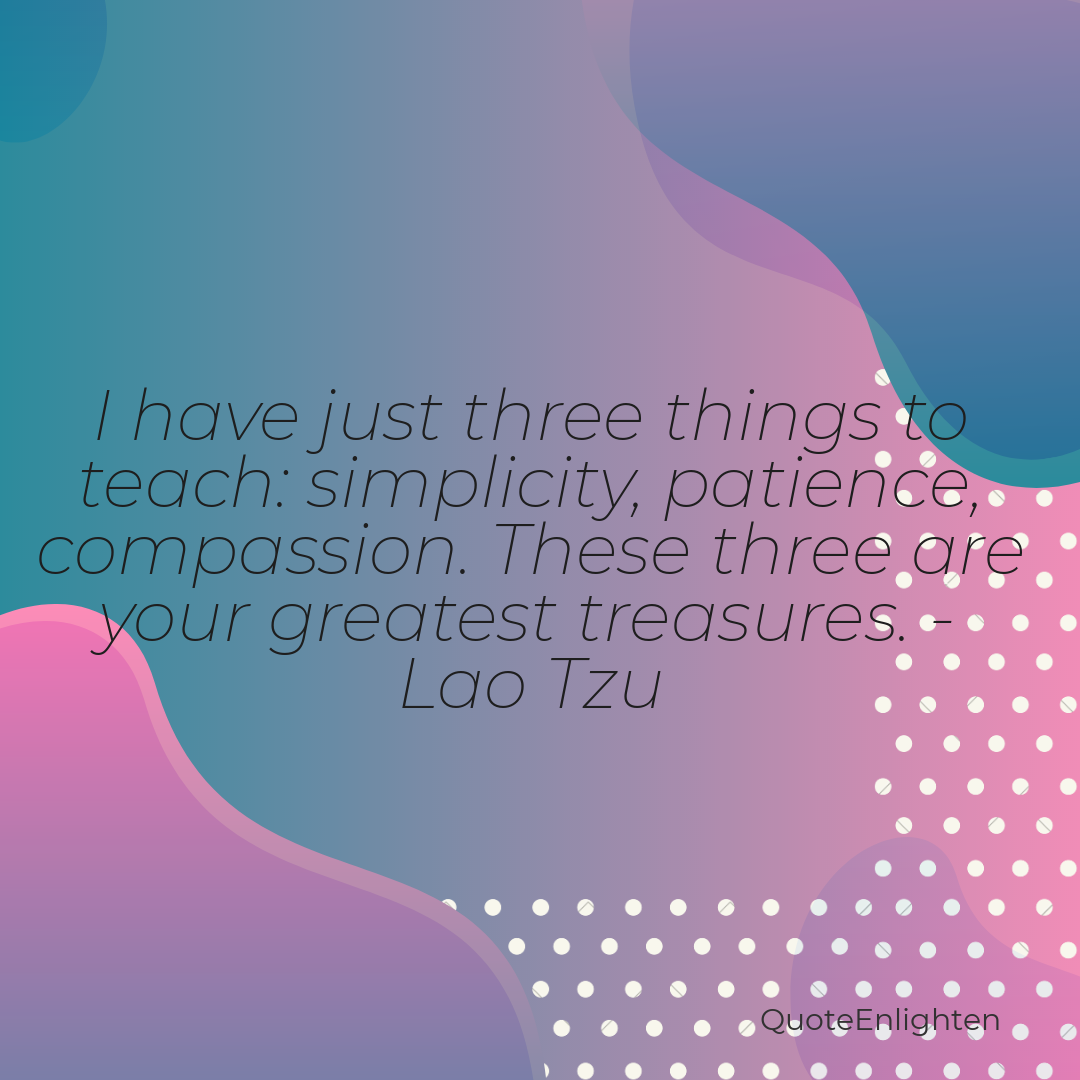 I have just three things to
teach: simplicity, patience,
compassion. These three are
your greatest treasures. -
Lao Tzu
QuoteEnlighten